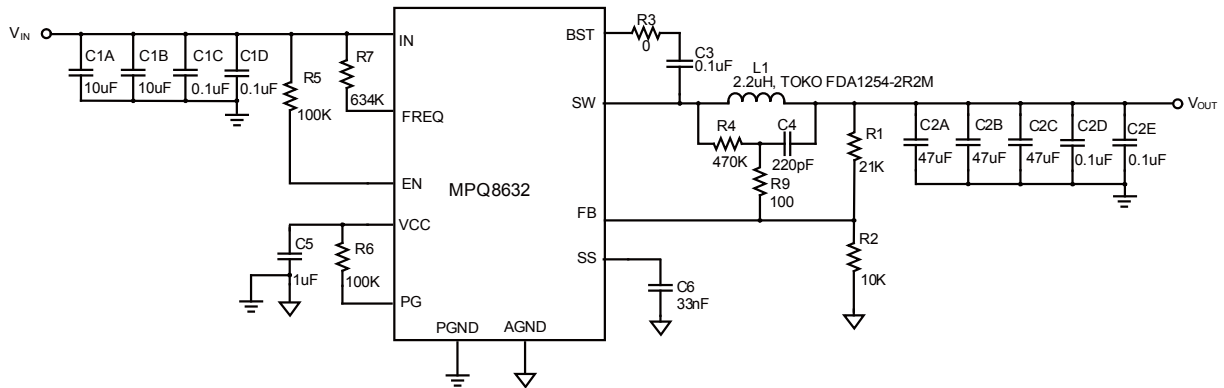 VIN
C1A
10uF
C1B
10uF
C1C
0.1uF
C1D
0.1uF
R5
100K
R7
634K
IN
FREQ
EN
VCC
PG
PGND
AGND
MPQ8632
BST
SW
FB
SS
C5
1uF
R6
100K
R3
0
C3
0.1uF
L1
2.2uH, TOKO FDA1254-2R2M
R4
470K
C4
220pF
R9
100
R1
21K
R2
10K
C6
33nF
C2A
47uF
C2B
47uF
C2C
47uF
C2D
0.1uF
C2E
0.1uF
VOUT